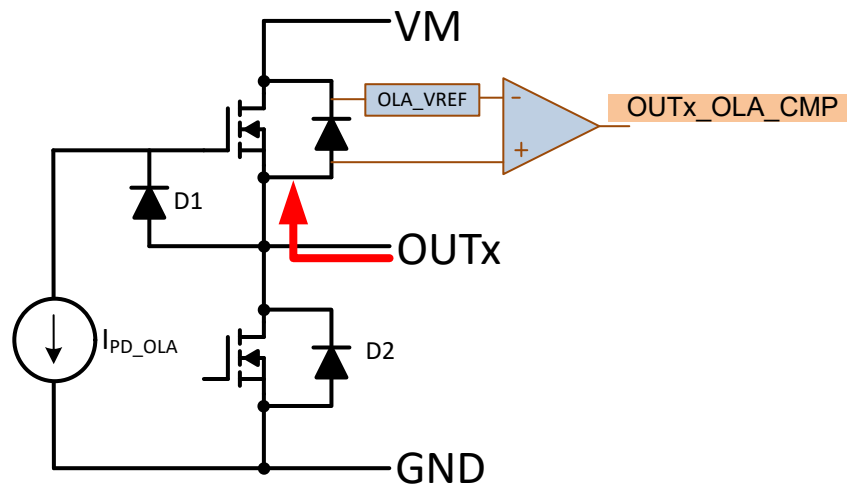 VM
OLA_VREF
-
OUTx_OLA_CMP
+
D1
OUTx
IPD_OLA
D2
GND